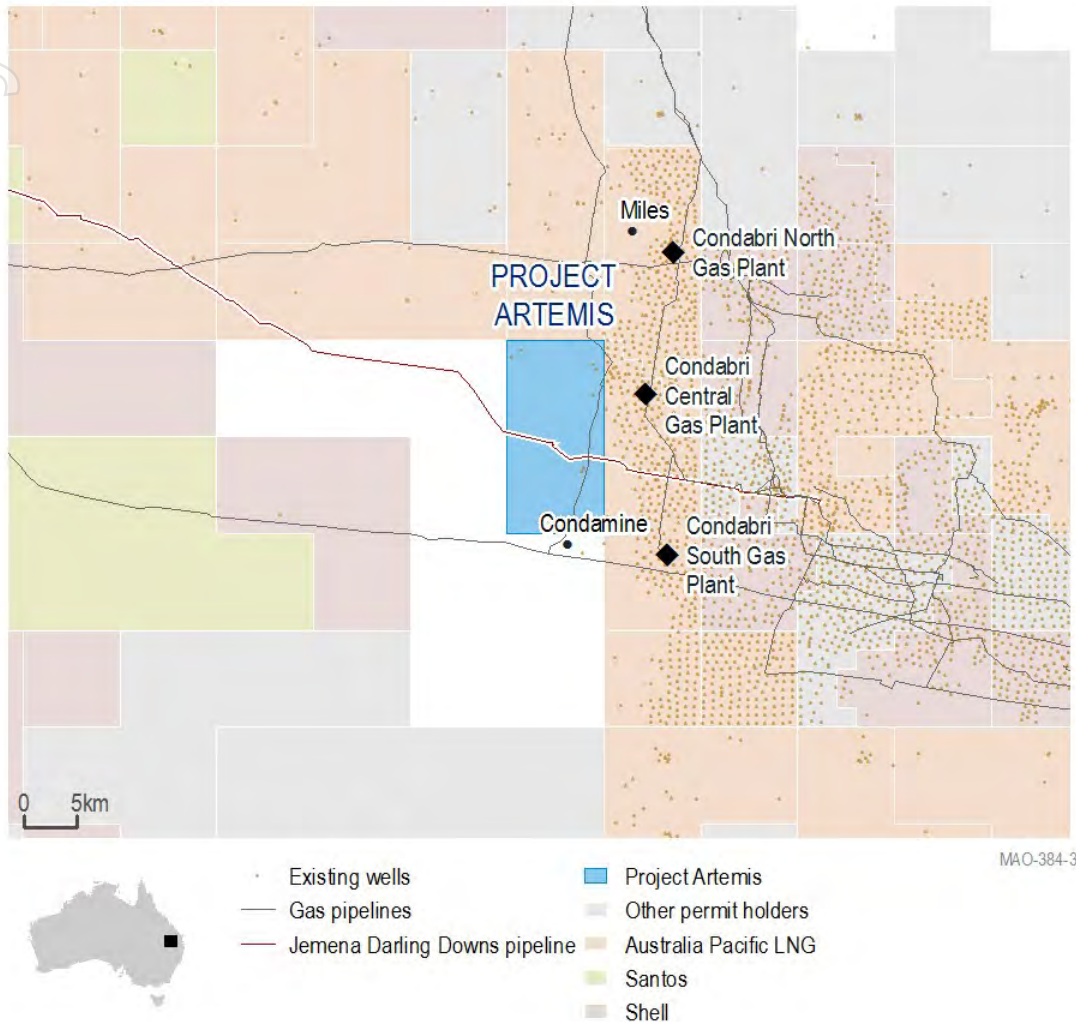 Miles
Condabri North
Gas Plant
PROJECT
ARTEMIS
Condabri
Central
Gas Plant
Condamine
Condabri
South Gas
Plant
0 5km
MAO-384-3
Existing wells
Gas pipelines
Jemena Darling Downs pipeline
Project Artemis
Other permit holders
Australia Pacific LNG
Santos
Shell